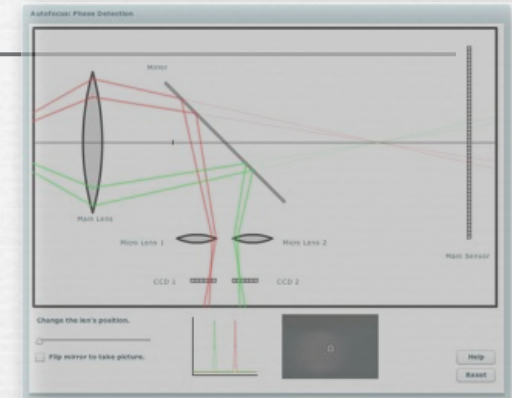 Autofocus: Phase Detection
Mirror
Main Lens
Micro Lens 1
Micro Lens 2
Main Sensor
CCD 1
CCD 2
Change the len's position.
Flip mirror to take picture.
Help
Reset